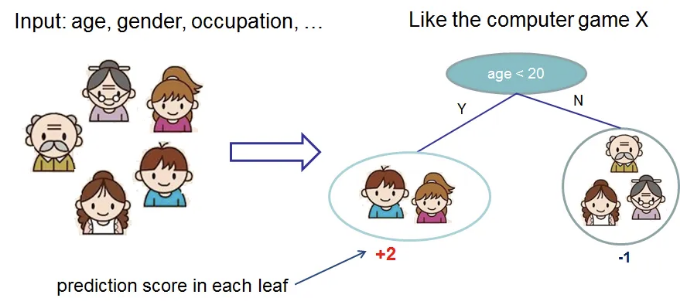 Input: age, gender, occupation, …
Like the computer game X
age < 20
Y
N
+2
-1
prediction score in each leaf